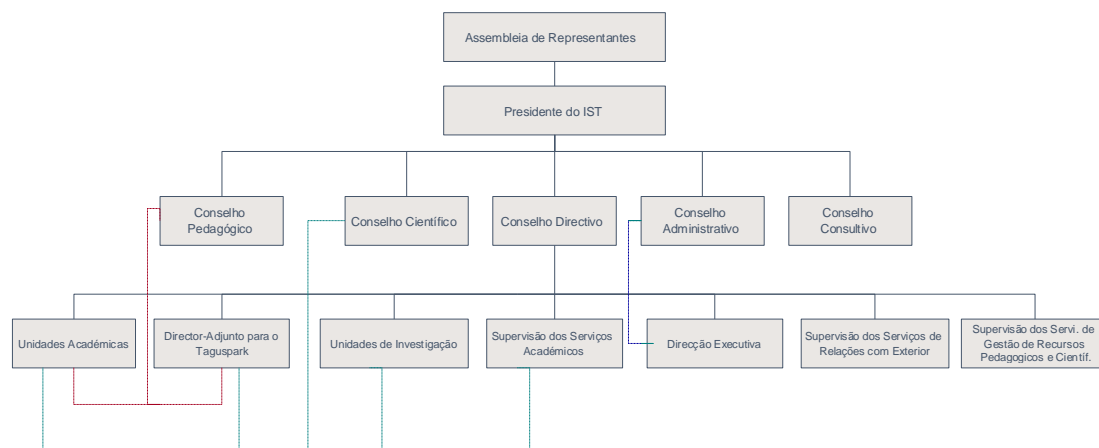 Assembleia de Representantes
Presidente do IST
Conselho
Pedagógico
Conselho Científico
Conselho Directivo
Conselho
Administrativo
Conselho
Consultivo
Unidades Académicas
Director-Adjunto para o
Taguspark
Unidades de Investigação
Supervisão dos Serviços
Académicos
Direcção Executiva
Supervisão dos Serviços de
Relações com Exterior
Supervisão dos Servi. de
Gestão de Recursos
Pedagogicos e Cientif.